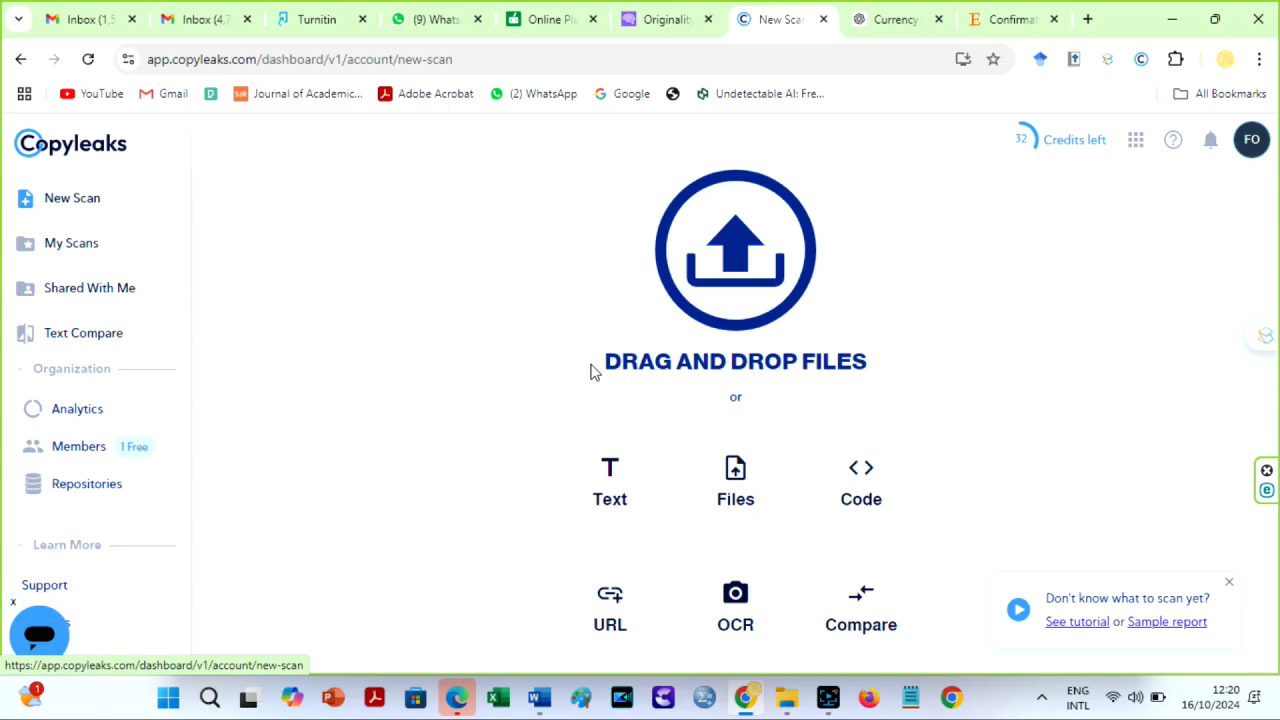 Inbox (1,5
Inbox (4,7
Turnitin
(9) Whats
Online Pla
Originality
New Scan
Currency
Confirmat
app.copyleaks.com/dashboard/v1/account/new-scan
YouTube
Gmail
SJR Journal of Academic...
Adobe Acrobat
(2) WhatsApp
Google
Undetectable AI: Fre...
All Bookmarks
Copyleaks
32 Credits left
FO
New Scan
My Scans
Shared With Me
Text Compare
Organization
Analytics
Members 1 Free
Repositories
Learn More
Support
x
DRAG AND DROP FILES
or
Text
Files
Code
URL
OCR
Compare
Don't know what to scan yet?
See tutorial or Sample report
https://app.copyleaks.com/dashboard/v1/account/new-scan
1
ENG
INTL
12:20
16/10/2024